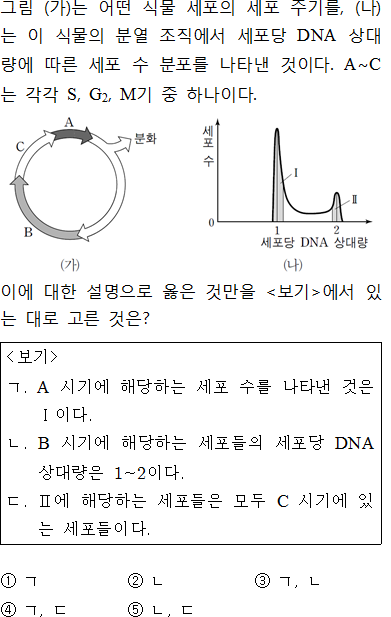 그림 (가)는 어떤 식물 세포의 세포 주기를, (나)
는 이 식물의 분열 조직에서 세포당 DNA 상대
량에 따른 세포 수 분포를 나타낸 것이다. A~C
는 각각 S, G₂, M기 중 하나이다.
A
분화
C
B
(가)
세포 수
Ⅰ
Ⅱ
0
1
2
세포당 DNA 상대량
(나)
이에 대한 설명으로 옳은 것만을 <보기>에서 있
는 대로 고른 것은?
<보기>
ㄱ. A 시기에 해당하는 세포 수를 나타낸 것은
Ⅰ이다.
ㄴ. B 시기에 해당하는 세포들의 세포당 DNA
상대량은 1~2이다.
ㄷ. Ⅱ에 해당하는 세포들은 모두 C 시기에 있
는 세포들이다.
① ㄱ ② ㄴ ③ ㄱ, ㄴ
④ ㄱ, ㄷ ⑤ ㄴ, ㄷ